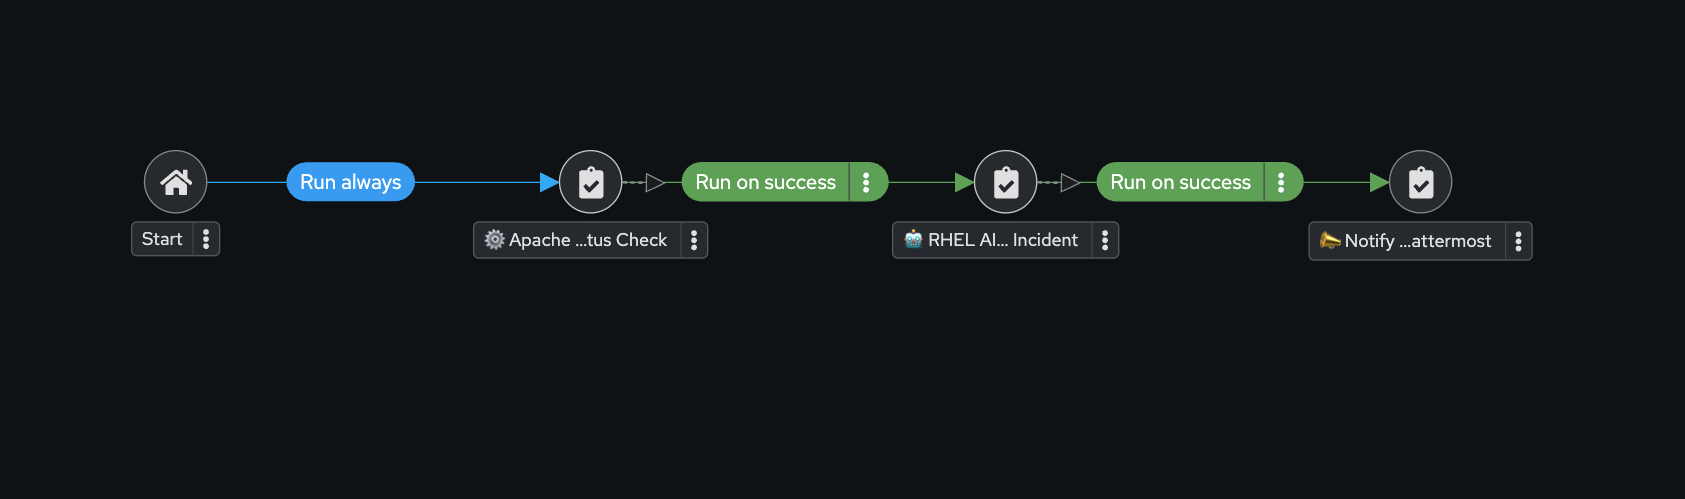 Run always
Run on success
Run on success
Start
⚙️ Apache ...tus Check
🤖 RHEL AI... Incident
📣 Notify ...attermost